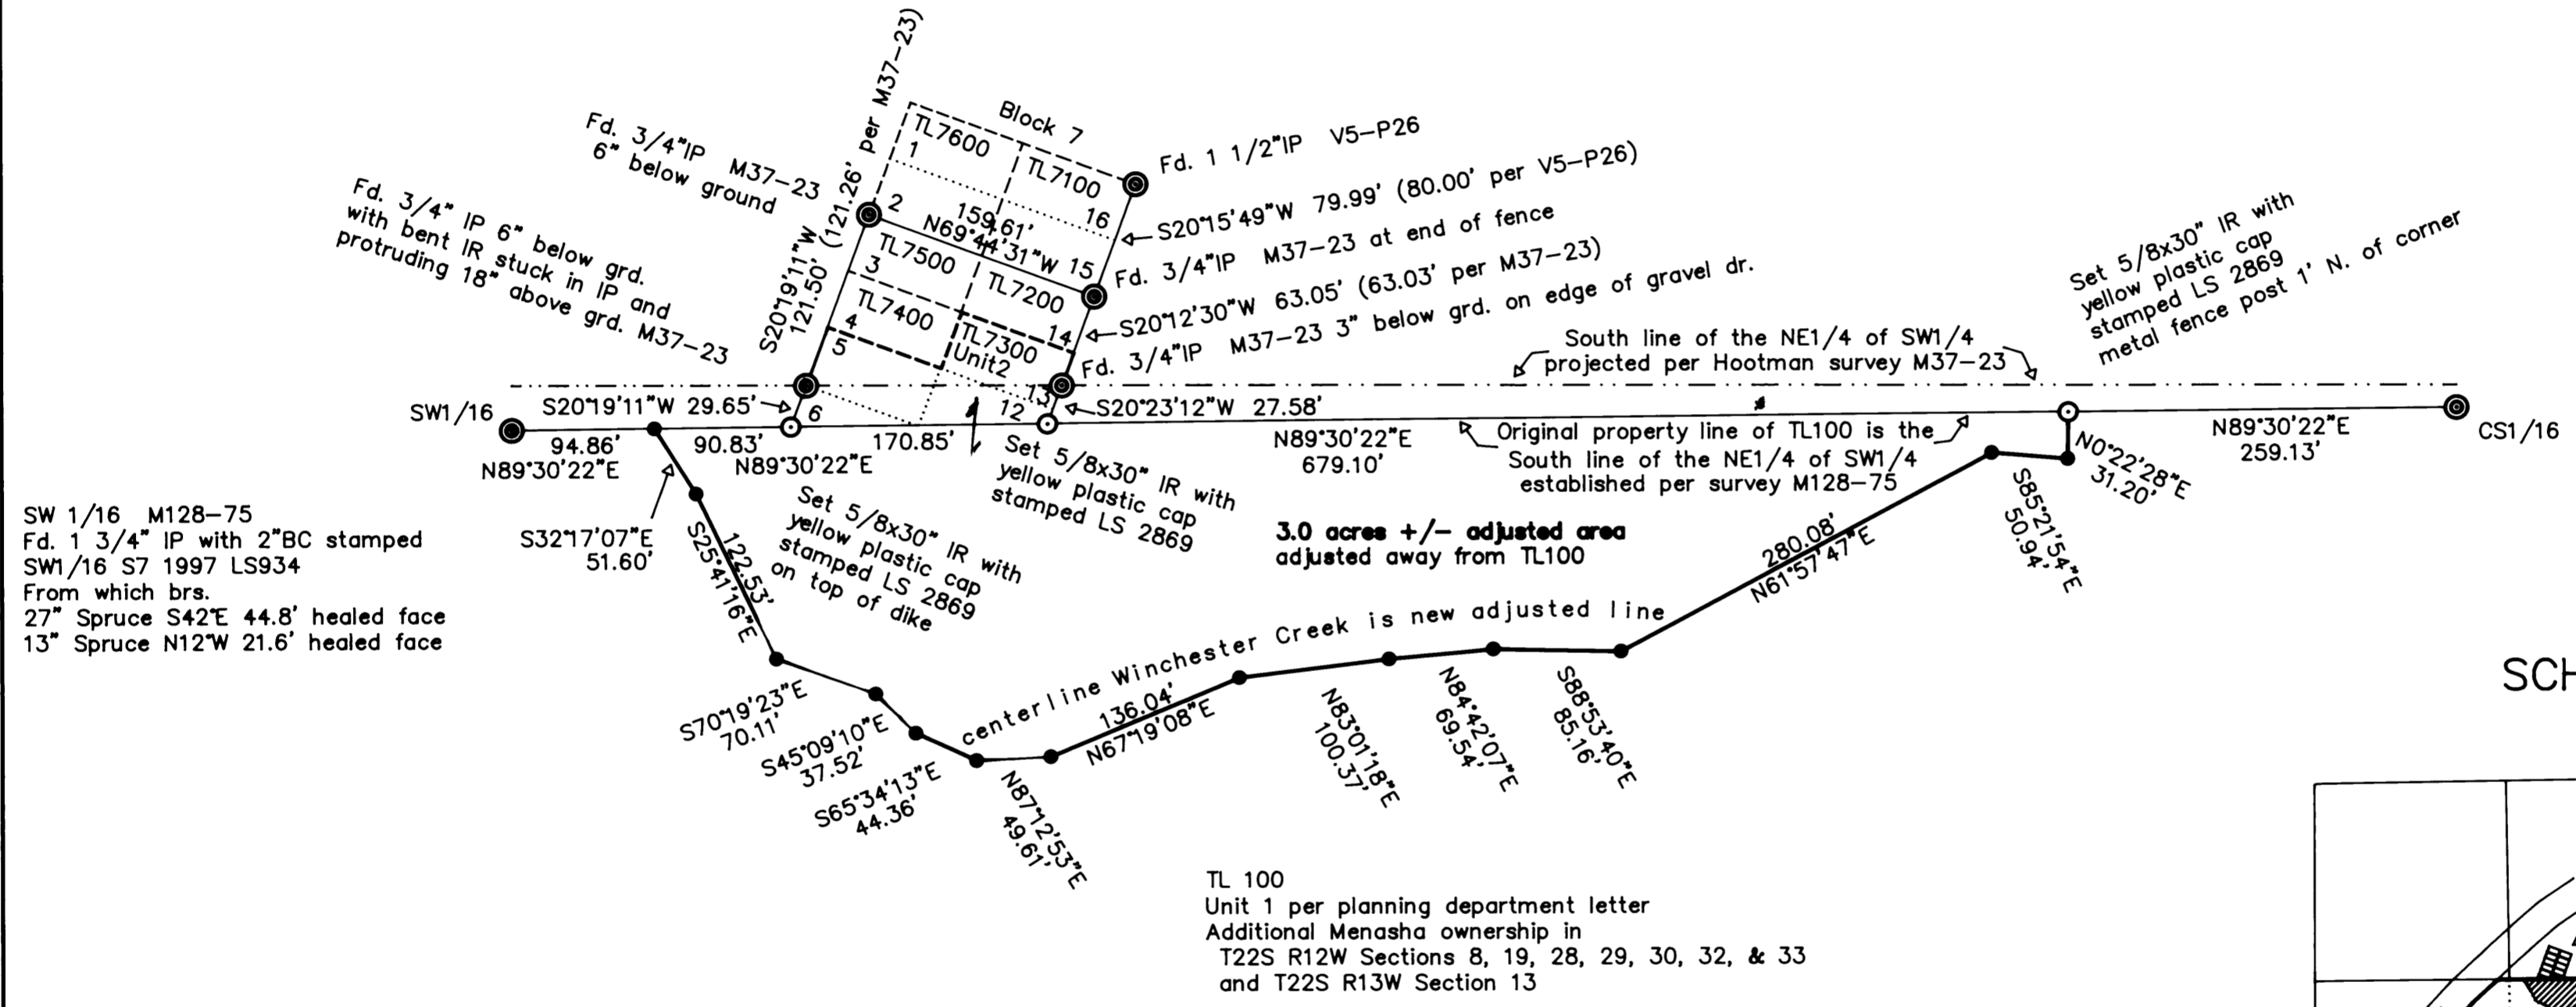 Block 7
Fd. 1 1/2"IP V5-P26
S20°15'49"W 79.99' (80.00' per V5-P26)
Fd. 3/4"IP M37-23 at end of fence
S20°12'30"W 63.05' (63.03' per M37-23)
Fd. 3/4"IP M37-23 3" below grd. on edge of gravel dr.
Fd. 3/4"IP M37-23
6" below ground
Fd. 3/4" IP 6" below grd.
with bent IR stuck in IP and
protruding 18" above grd. M37-23
S20°19'11"W
121.50' (121.26' per M37-23)
TL7600
1
TL7100
16
2
159.61'
N69°44'31"W
15
TL7500
3
TL7200
14
TL7400
4
TL7300
Unit2
5
13
6
12
South line of the NE1/4 of SW1/4
projected per Hootman survey M37-23
Set 5/8x30" IR with
yellow plastic cap
stamped LS 2869
metal fence post 1' N. of corner
SW1/16
S20°19'11"W 29.65'
S20°23'12"W 27.58'
94.86'
N89°30'22"E
90.83'
N89°30'22"E
170.85'
N89°30'22"E
679.10'
Original property line of TL100 is the
South line of the NE1/4 of SW1/4
established per survey M128-75
N89°30'22"E
259.13'
CS1/16
N0°22'28"E
31.20'
S85°21'54"E
50.94'
Set 5/8x30" IR with
yellow plastic cap
stamped LS 2869
Set 5/8x30" IR with
yellow plastic cap
stamped LS 2869
on top of dike
SW 1/16 M128-75
Fd. 1 3/4" IP with 2"BC stamped
SW1/16 S7 1997 LS934
From which brs.
27" Spruce S42°E 44.8' healed face
13" Spruce N12°W 21.6' healed face
S32°17'07"E
51.60'
122.53'
S25°41'16"E
3.0 acres +/- adjusted area
adjusted away from TL100
280.08'
N61°57'47"E
centerline Winchester Creek is new adjusted line
S70°19'23"E
70.11'
S45°09'10"E
37.52'
S65°34'13"E
44.36'
N87°12'53"E
49.61'
136.04'
N67°19'08"E
N83°01'18"E
100.37'
N84°42'07"E
69.54'
S88°53'40"E
85.16'
SCH
TL 100
Unit 1 per planning department letter
Additional Menasha ownership in
T22S R12W Sections 8, 19, 28, 29, 30, 32, & 33
and T22S R13W Section 13